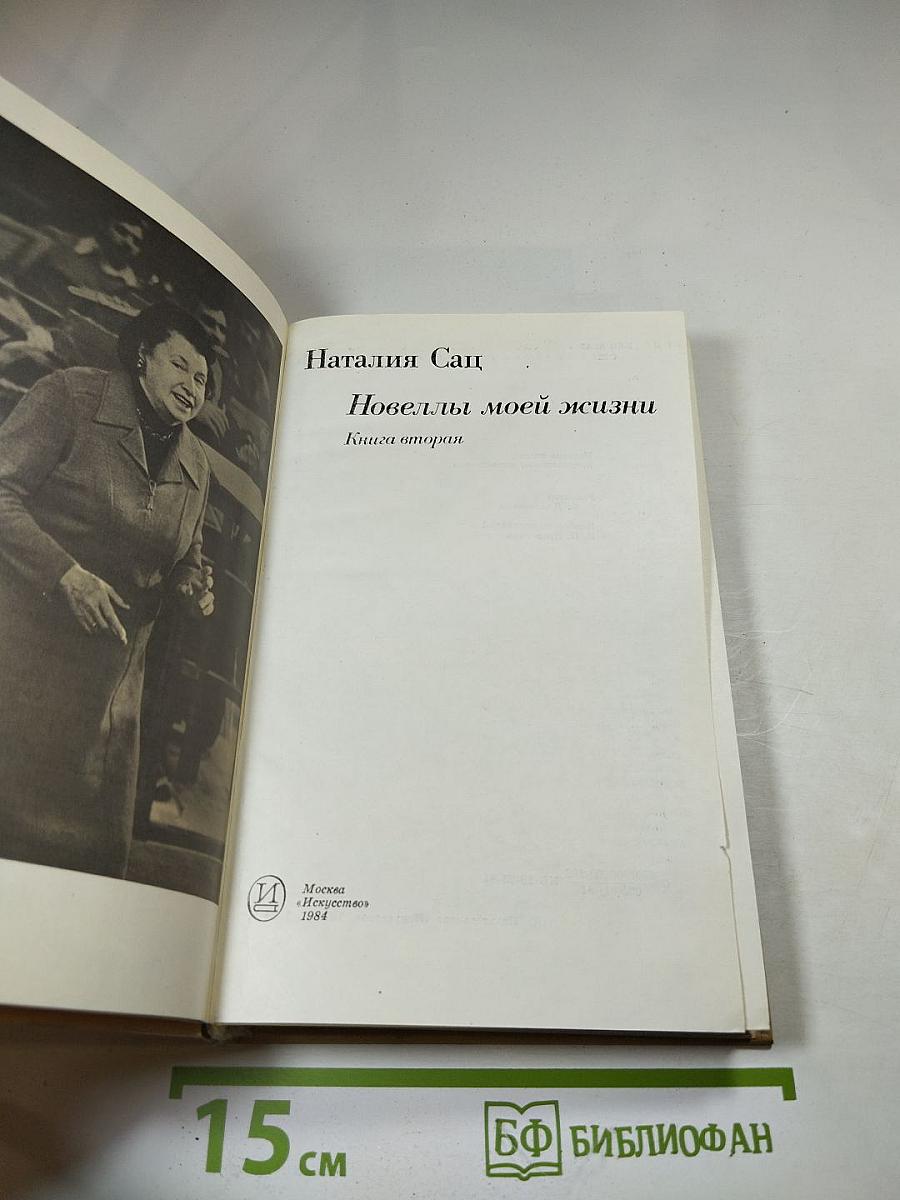 Наталия Сац
Новеллы моей жизни
Книга вторая
И
Москва
«Искусство»
1984
15 см
БФ БИБЛИОФАН